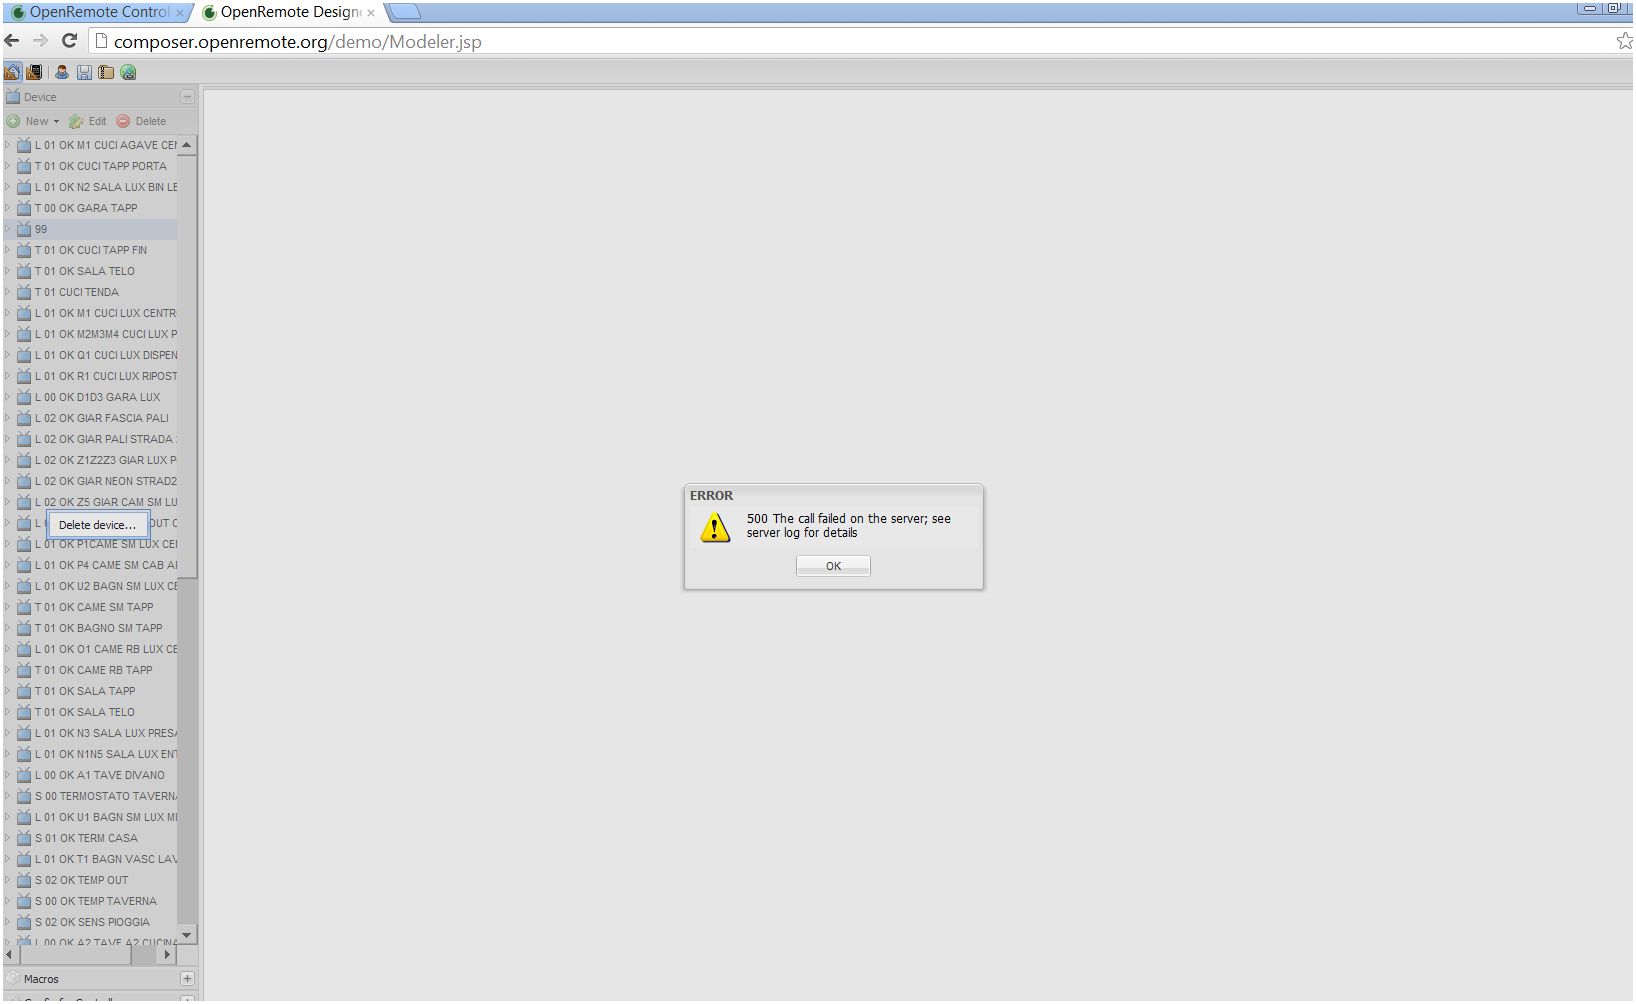 OpenRemote Control
OpenRemote Design
composer.openremote.org/demo/Modeler.jsp
Device
New Edit Delete
L 01 OK M1 CUCI AGAVE CEN
T 01 OK CUCI TAPP PORTA
L 01 OK N2 SALA LUX BIN LE
T 00 OK GARA TAPP
99
T 01 OK CUCI TAPP FIN
T 01 OK SALA TELO
T 01 CUCI TENDA
L 01 OK M1 CUCI LUX CENTR
L 01 OK M2M3M4 CUCI LUX P
L 01 OK Q1 CUCI LUX DISPEN
L 01 OK R1 CUCI LUX RIPOST
L 00 OK D1D3 GARA LUX
L 02 OK GIAR FASCIA PALI
L 02 OK GIAR PALI STRADA
L 02 OK Z1Z2Z3 GIAR LUX P
L 02 OK GIAR NEON STRAD2
L 02 OK Z5 GIAR CAM SM LU
L
Delete device...
OUT
L 01 OK P1CAME SM LUX CE
L 01 OK P4 CAME SM CAB A
L 01 OK U2 BAGN SM LUX CE
T 01 OK CAME SM TAPP
T 01 OK BAGNO SM TAPP
L 01 OK O1 CAME RB LUX CE
T 01 OK CAME RB TAPP
T 01 OK SALA TAPP
T 01 OK SALA TELO
L 01 OK N3 SALA LUX PRESA
L 01 OK N1N5 SALA LUX ENT
L 00 OK A1 TAVE DIVANO
S 00 TERMOSTATO TAVERNA
L 01 OK U1 BAGN SM LUX MI
S 01 OK TERM CASA
L 01 OK T1 BAGN VASC LAV
S 02 OK TEMP OUT
S 00 OK TEMP TAVERNA
S 02 OK SENS PIOGGIA
L 00 OK A2 TAVE A2 CUCINA
Macros
ERROR
500 The call failed on the server; see
server log for details
OK